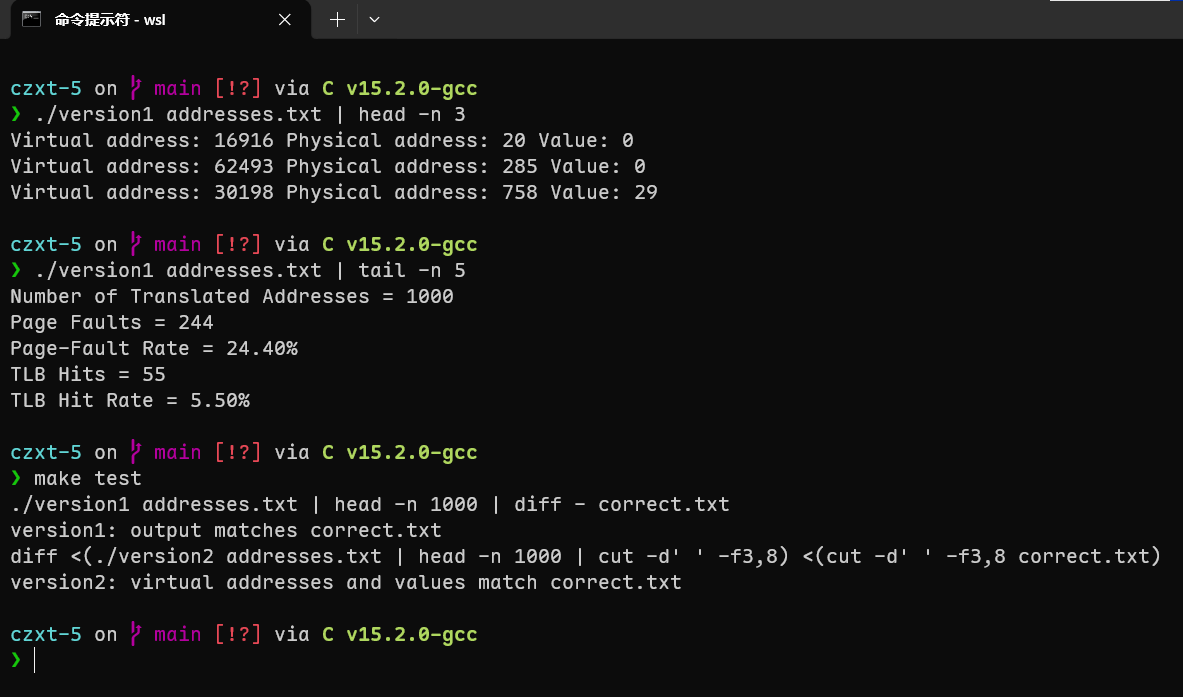 命令提示符 - wsl
czxt-5 on main [!?] via C v15.2.0-gcc
❯ ./version1 addresses.txt | head -n 3
Virtual address: 16916 Physical address: 20 Value: 0
Virtual address: 62493 Physical address: 285 Value: 0
Virtual address: 30198 Physical address: 758 Value: 29
czxt-5 on main [!?] via C v15.2.0-gcc
❯ ./version1 addresses.txt | tail -n 5
Number of Translated Addresses = 1000
Page Faults = 244
Page-Fault Rate = 24.40%
TLB Hits = 55
TLB Hit Rate = 5.50%
czxt-5 on main [!?] via C v15.2.0-gcc
❯ make test
./version1 addresses.txt | head -n 1000 | diff - correct.txt
version1: output matches correct.txt
diff <(./version2 addresses.txt | head -n 1000 | cut -d' ' -f3,8) <(cut -d' ' -f3,8 correct.txt)
version2: virtual addresses and values match correct.txt
czxt-5 on main [!?] via C v15.2.0-gcc
❯